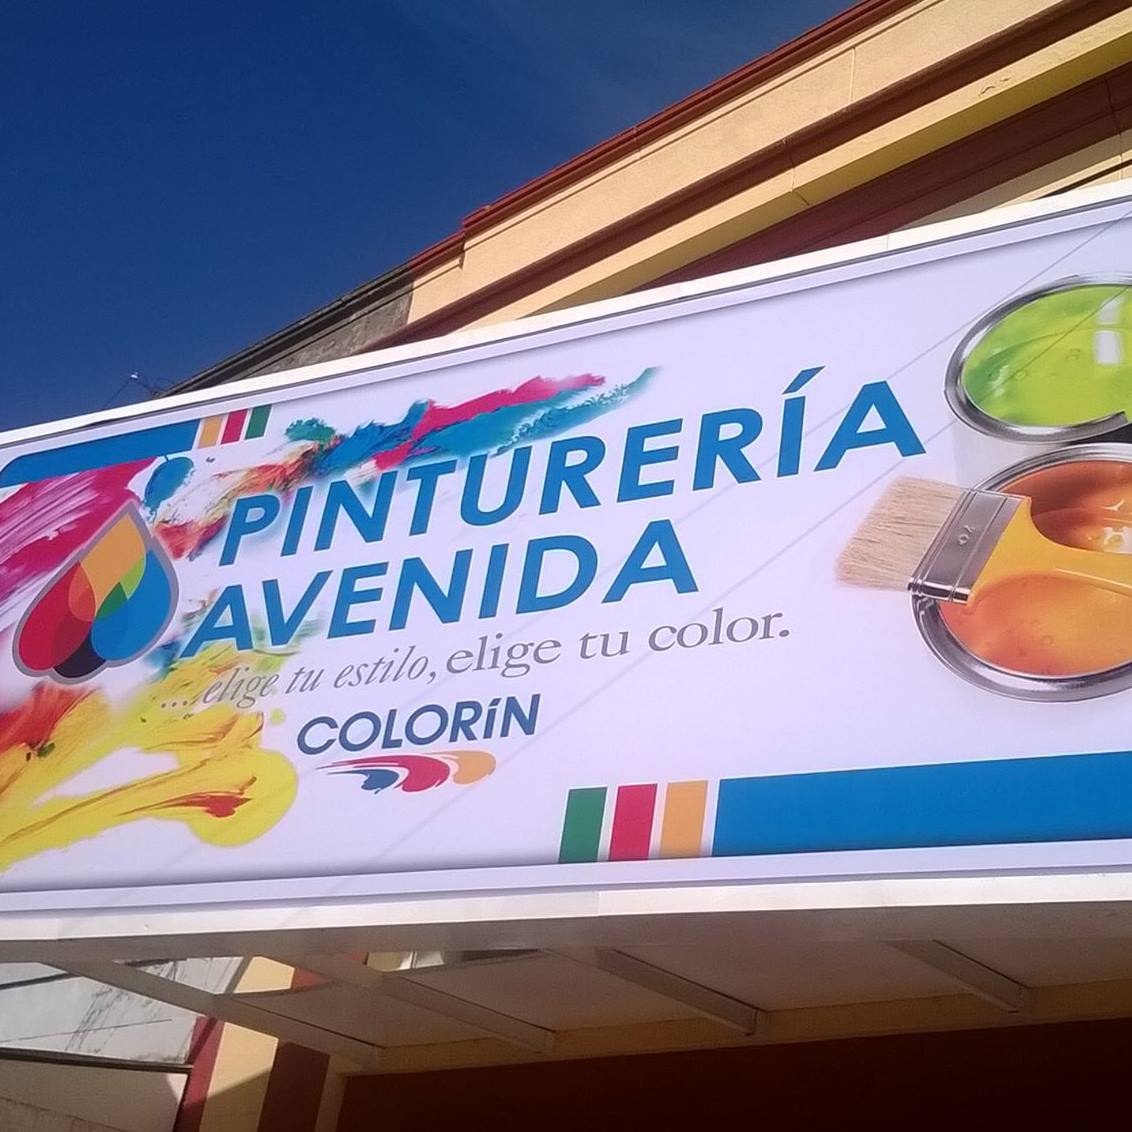 PINTURERÍA
AVENIDA
....elige tu estilo, elige tu color.
COLORíN